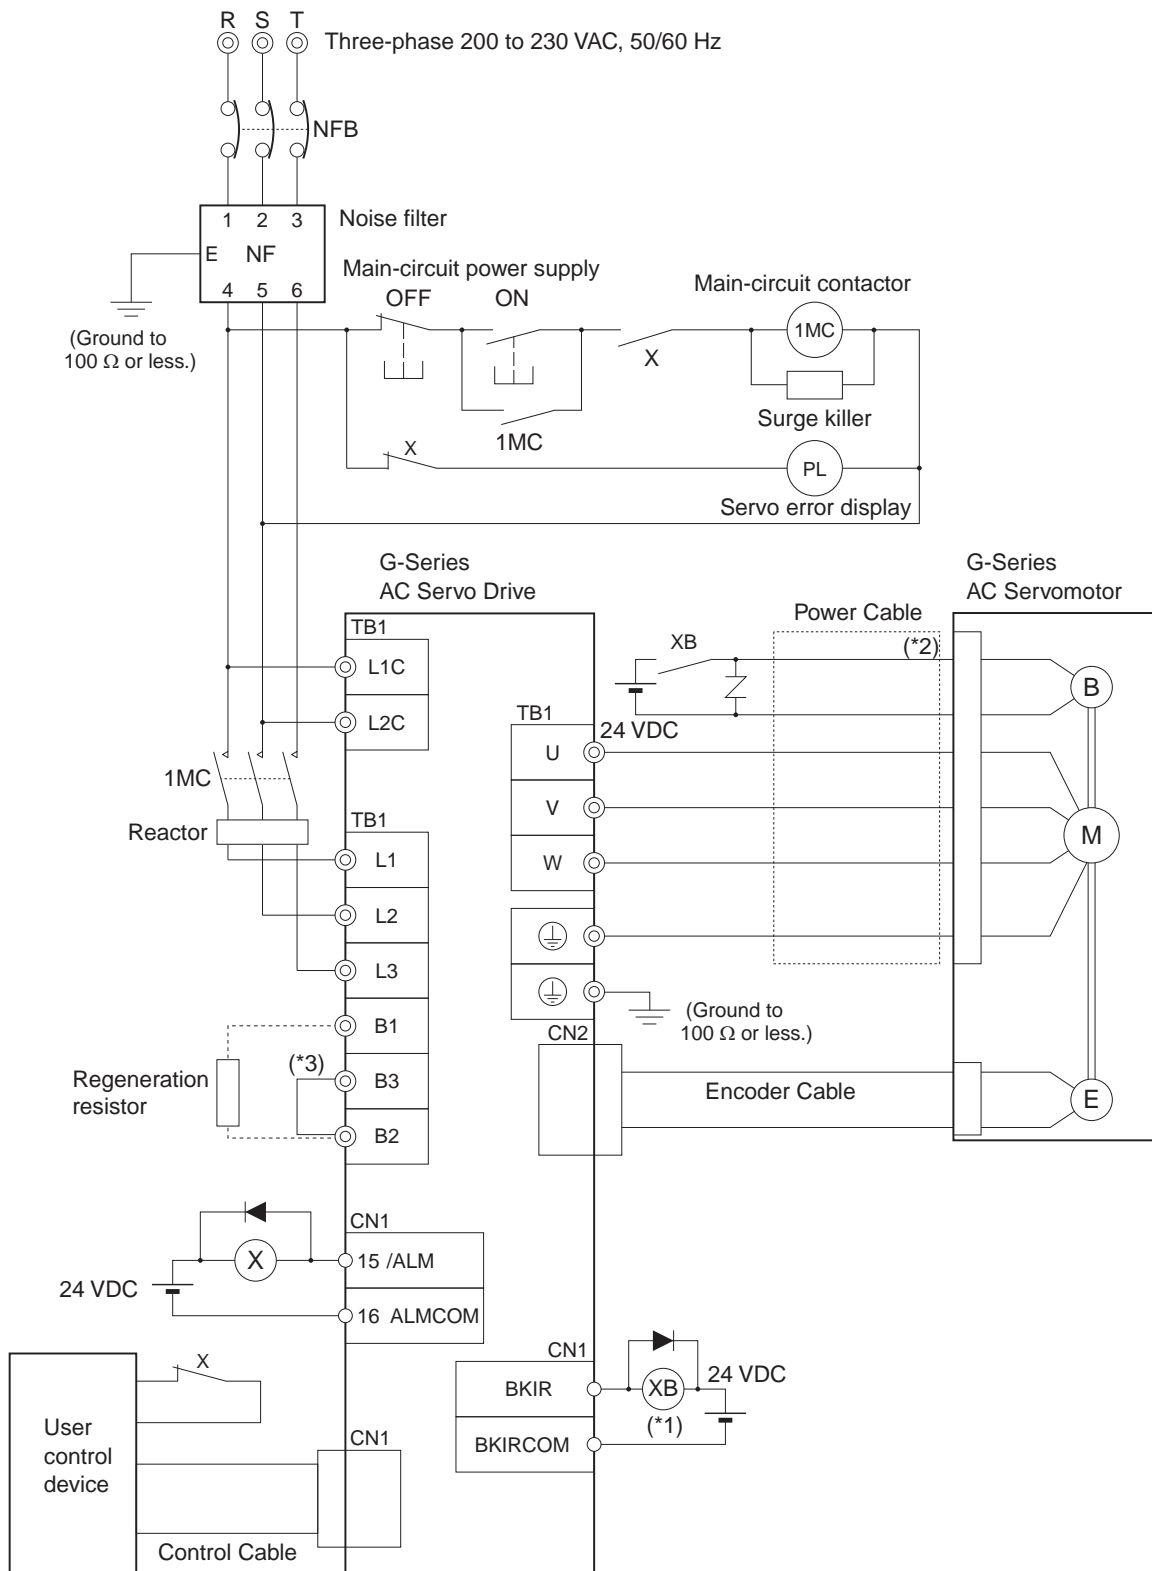 R S T
Three-phase 200 to 230 VAC, 50/60 Hz
NFB
1 2 3
Noise filter
E NF
4 5 6
(Ground to
100 Ω or less.)
Main-circuit power supply
OFF ON
Main-circuit contactor
1MC
X
Surge killer
1MC
X
PL
Servo error display
G-Series
AC Servo Drive
G-Series
AC Servomotor
TB1
L1C
L2C
Power Cable
XB
(*2)
24 VDC
B
TB1
U
V
W
M
1MC
Reactor
TB1
L1
L2
L3
B1
B3
B2
(*3)
Regeneration
resistor
(Ground to
100 Ω or less.)
CN2
Encoder Cable
E
CN1
X
15 /ALM
24 VDC
16 ALMCOM
CN1
BKIR
XB
24 VDC
(*1)
BKIRCOM
X
User
control
device
CN1
Control Cable